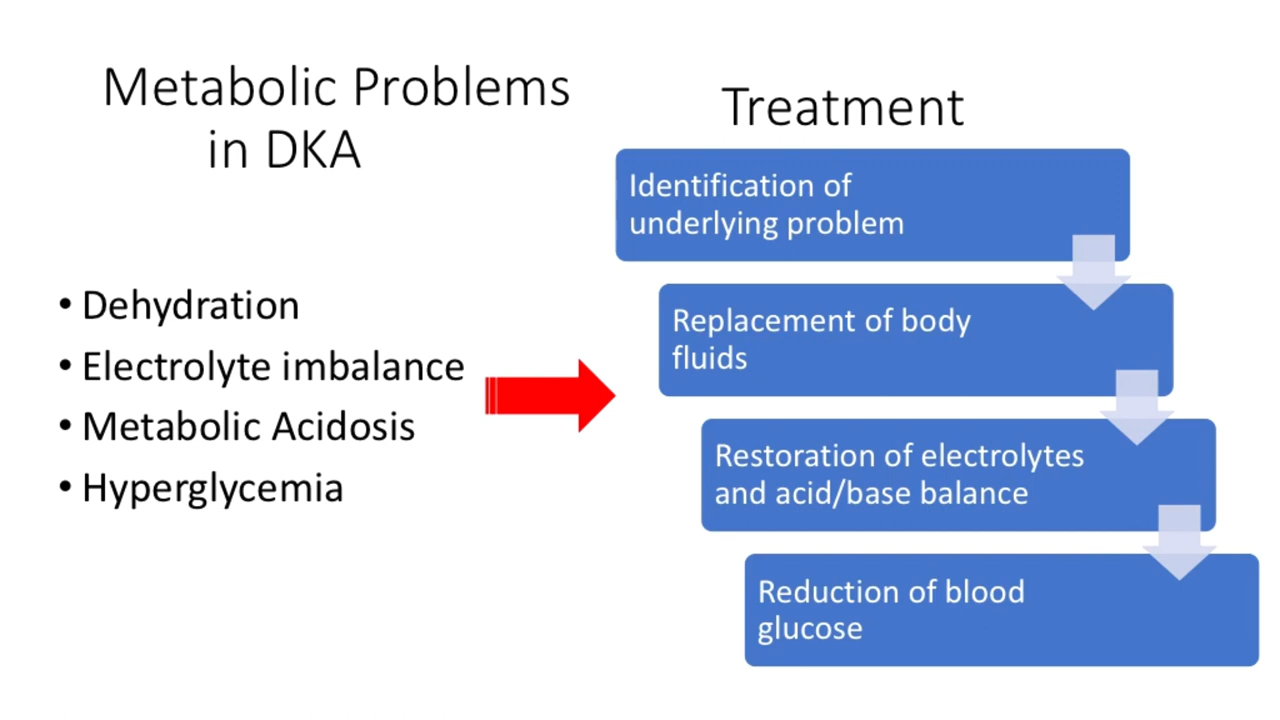 Metabolic Problems
in DKA
• Dehydration
• Electrolyte imbalance
• Metabolic Acidosis
• Hyperglycemia
Treatment
Identification of
underlying problem
Replacement of body
fluids
Restoration of electrolytes
and acid/base balance
Reduction of blood
glucose